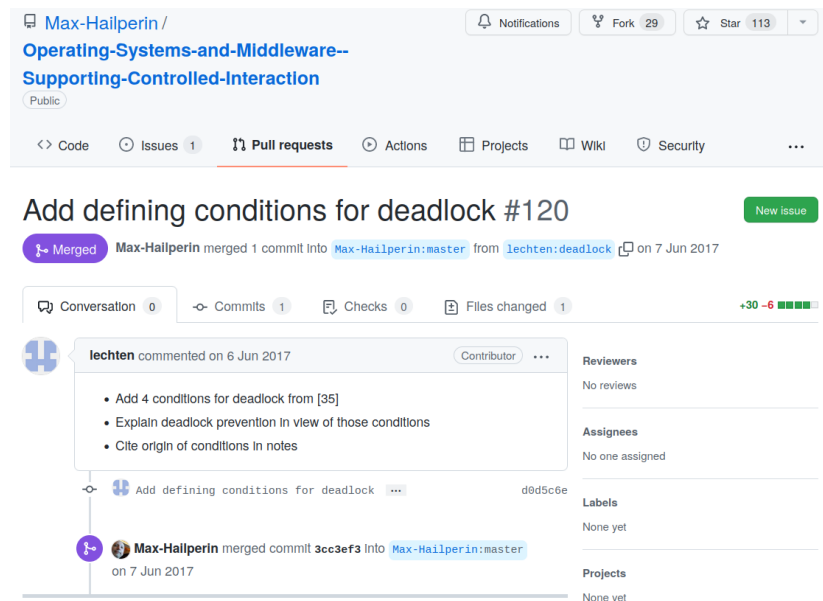 Max-Hailperin /
Notifications
Fork 29
Star 113
Operating-Systems-and-Middleware--
Supporting-Controlled-Interaction
Public
Code
Issues 1
Pull requests
Actions
Projects
Wiki
Security
Add defining conditions for deadlock #120
New issue
Merged
Max-Hailperin merged 1 commit into Max-Hailperin:master from lechten:deadlock on 7 Jun 2017
Conversation 0
Commits 1
Checks 0
Files changed 1
+30 −6
lechten commented on 6 Jun 2017
Contributor
• Add 4 conditions for deadlock from [35]
• Explain deadlock prevention in view of those conditions
• Cite origin of conditions in notes
Add defining conditions for deadlock ...
d0d5c6e
Max-Hailperin merged commit 3cc3ef3 into Max-Hailperin:master
on 7 Jun 2017
Reviewers
No reviews
Assignees
No one assigned
Labels
None yet
Projects
None yet